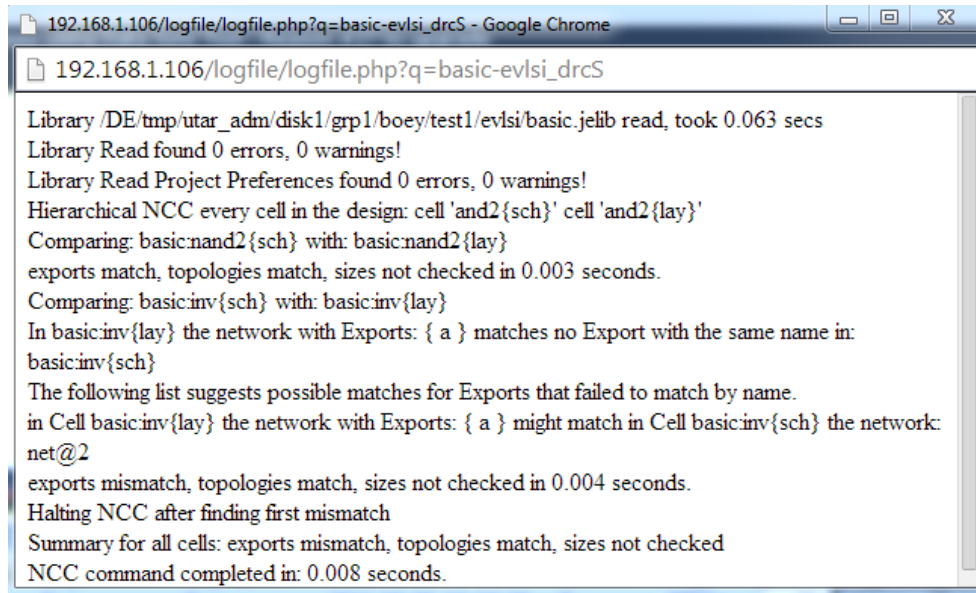 192.168.1.106/logfile/logfile.php?q=basic-evlsi_drcS - Google Chrome
192.168.1.106/logfile/logfile.php?q=basic-evlsi_drcS
Library /DE/tmp/utar_adm/disk1/grp1/boey/test1/evlsi/basic.jelib read, took 0.063 secs
Library Read found 0 errors, 0 warnings!
Library Read Project Preferences found 0 errors, 0 warnings!
Hierarchical NCC every cell in the design: cell 'and2{sch}' cell 'and2{lay}'
Comparing: basic:nand2{sch} with: basic:nand2{lay}
exports match, topologies match, sizes not checked in 0.003 seconds.
Comparing: basic:inv{sch} with: basic:inv{lay}
In basic:inv{lay} the network with Exports: { a } matches no Export with the same name in:
basic:inv{sch}
The following list suggests possible matches for Exports that failed to match by name.
in Cell basic:inv{lay} the network with Exports: { a } might match in Cell basic:inv{sch} the network:
net@2
exports mismatch, topologies match, sizes not checked in 0.004 seconds.
Halting NCC after finding first mismatch
Summary for all cells: exports mismatch, topologies match, sizes not checked
NCC command completed in: 0.008 seconds.